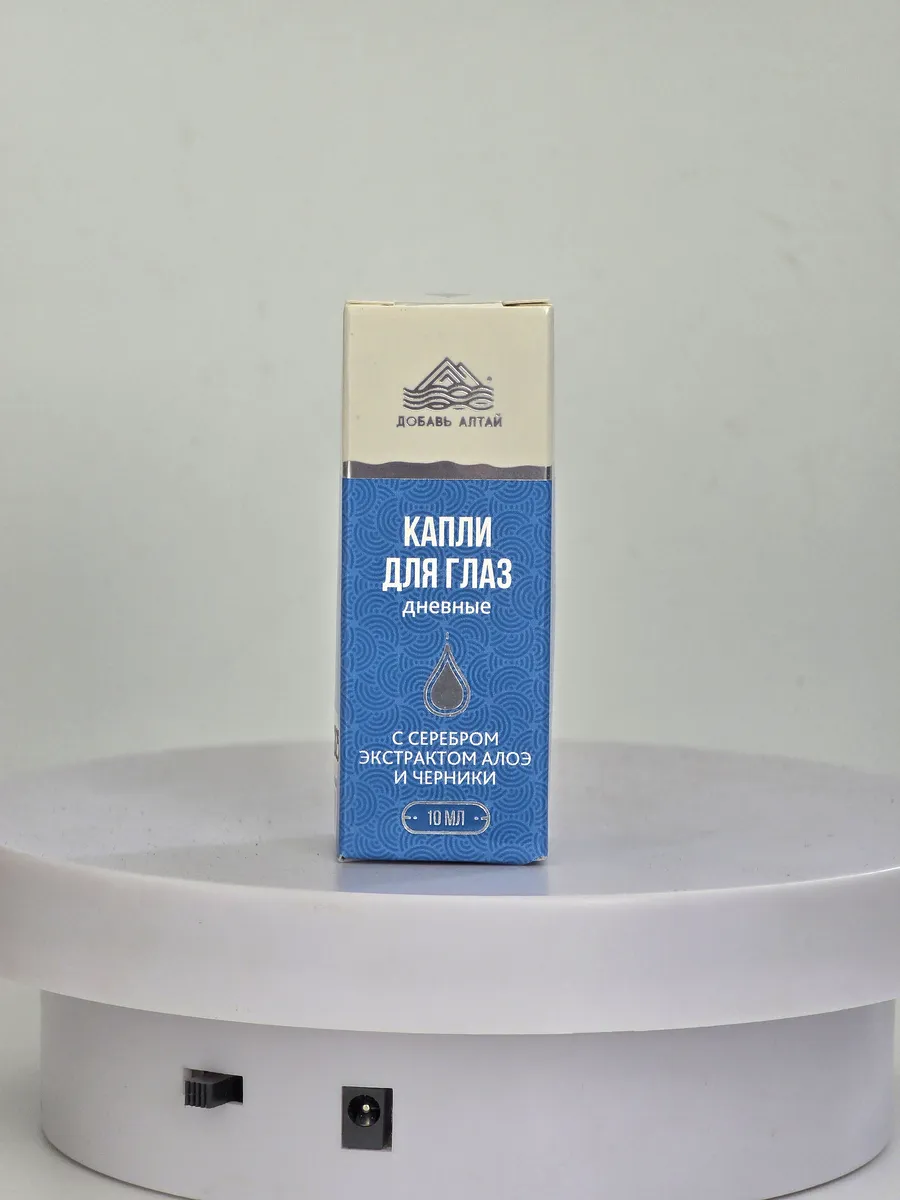 ДОБАВЬ АЛТАЙ
КАПЛИ
ДЛЯ ГЛАЗ
дневные
С СЕРЕБРОМ
ЭКСТРАКТОМ АЛОЭ
И ЧЕРНИКИ
10 МЛ